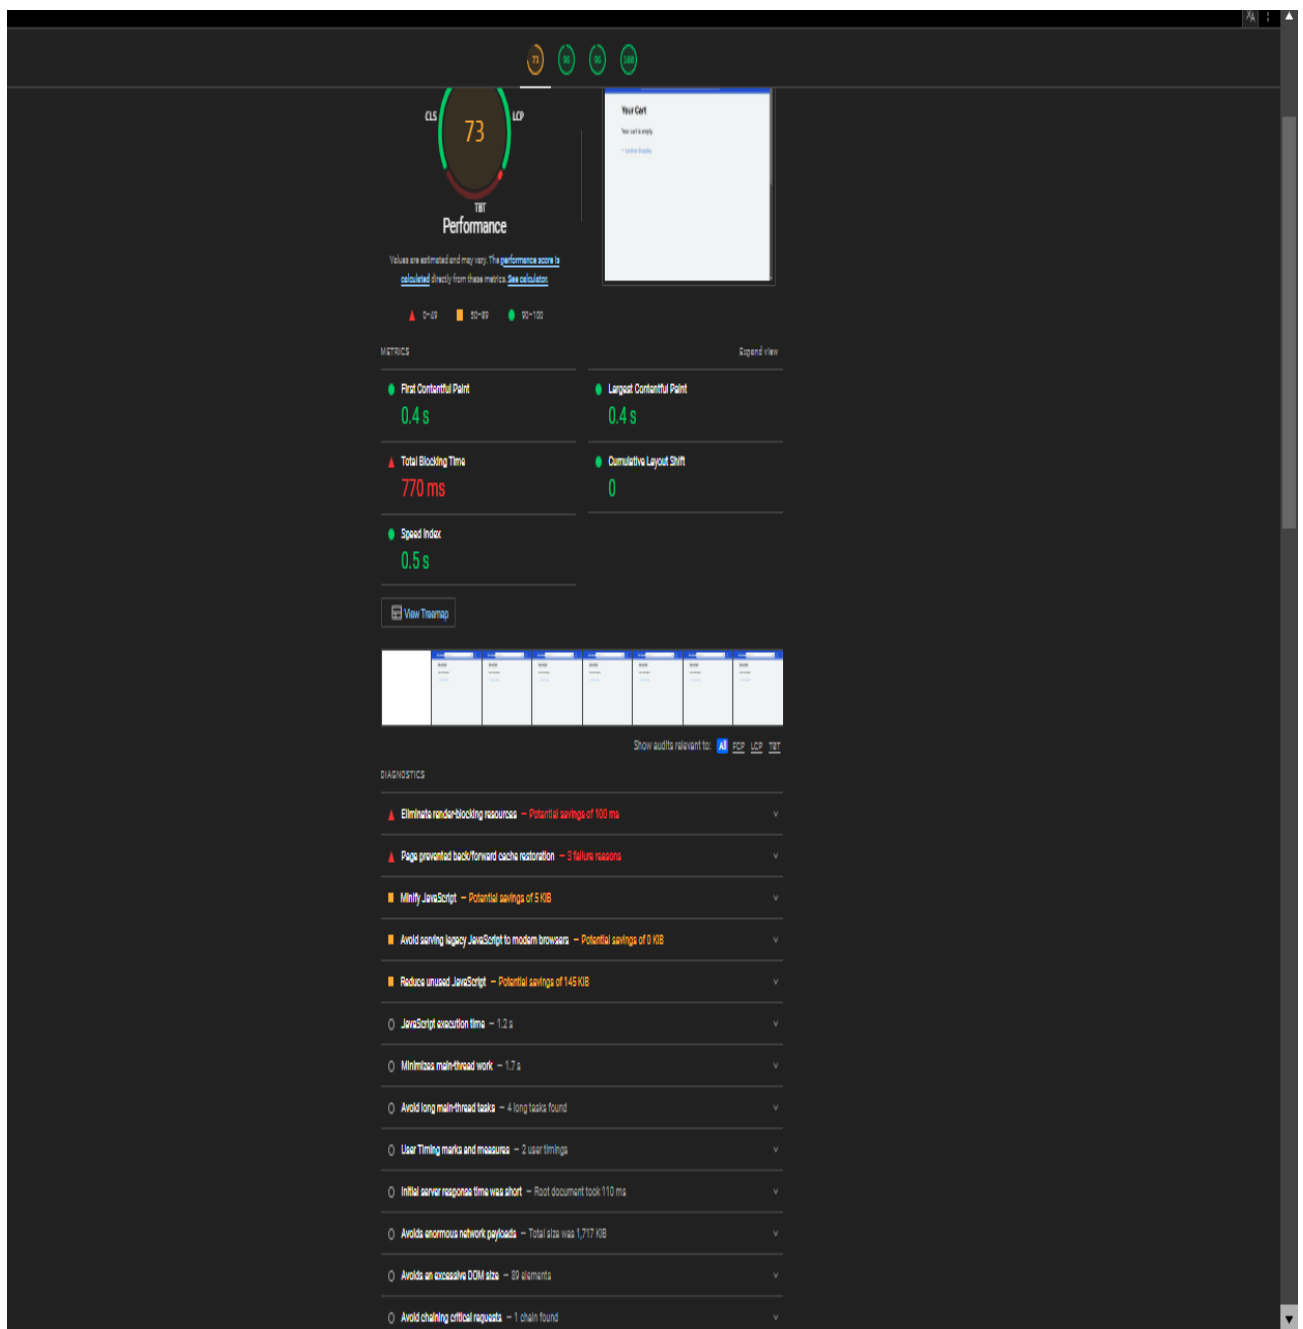 73
100
CLS
LCP
73
TBT
Performance
Values are estimated and may vary. The performance score is
calculated directly from these metrics. See calculator.
0–49
50–89
90–100
Your Cart
Your cart is empty.
METRICS
Expand view
First Contentful Paint
0.4 s
Largest Contentful Paint
0.4 s
Total Blocking Time
770 ms
Cumulative Layout Shift
0
Speed Index
0.5 s
View Treemap
Show audits relevant to: All FCP LCP TBT
DIAGNOSTICS
Eliminate render-blocking resources — Potential savings of 100 ms
Page prevented back/forward cache restoration — 3 failure reasons
Minify JavaScript — Potential savings of 5 KiB
Avoid serving legacy JavaScript to modern browsers — Potential savings of 0 KiB
Reduce unused JavaScript — Potential savings of 145 KiB
JavaScript execution time — 1.2 s
Minimizes main-thread work — 1.7 s
Avoid long main-thread tasks — 4 long tasks found
User Timing marks and measures — 2 user timings
Initial server response time was short — Root document took 110 ms
Avoids enormous network payloads — Total size was 1,717 KiB
Avoids an excessive DOM size — 89 elements
Avoid chaining critical requests — 1 chain found